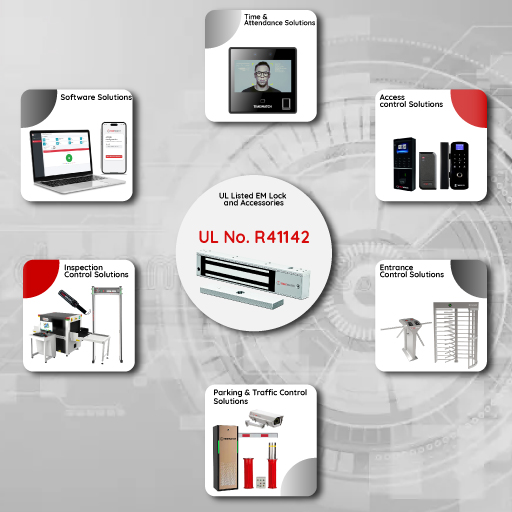 Time &
Attendance Solutions
TIMEWATCH
Software Solutions
Access
control Solutions
UL Listed EM Lock
and Accessories
UL No. R41142
Inspection
Control Solutions
Entrance
Control Solutions
Parking & Traffic Control
Solutions